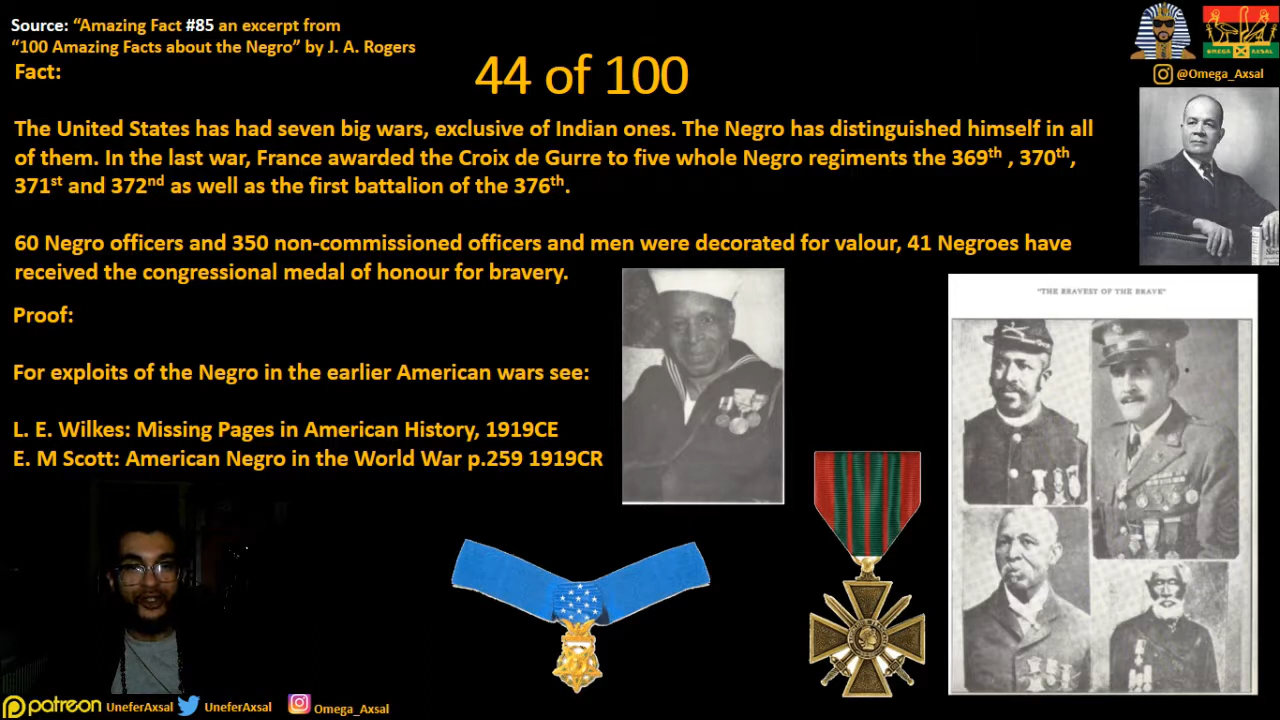 Source: “Amazing Fact #85 an excerpt from
“100 Amazing Facts about the Negro” by J. A. Rogers
Fact:
44 of 100
@Omega_Axsal
OMEGA AXSAL
The United States has had seven big wars, exclusive of Indian ones. The Negro has distinguished himself in all
of them. In the last war, France awarded the Croix de Gurre to five whole Negro regiments the 369th , 370th,
371st and 372nd as well as the first battalion of the 376th.
60 Negro officers and 350 non-commissioned officers and men were decorated for valour, 41 Negroes have
received the congressional medal of honour for bravery.
"THE BRAVEST OF THE BRAVE"
Proof:
For exploits of the Negro in the earlier American wars see:
L. E. Wilkes: Missing Pages in American History, 1919CE
E. M Scott: American Negro in the World War p.259 1919CR
patreon UneferAxsal UneferAxsal Omega_Axsal